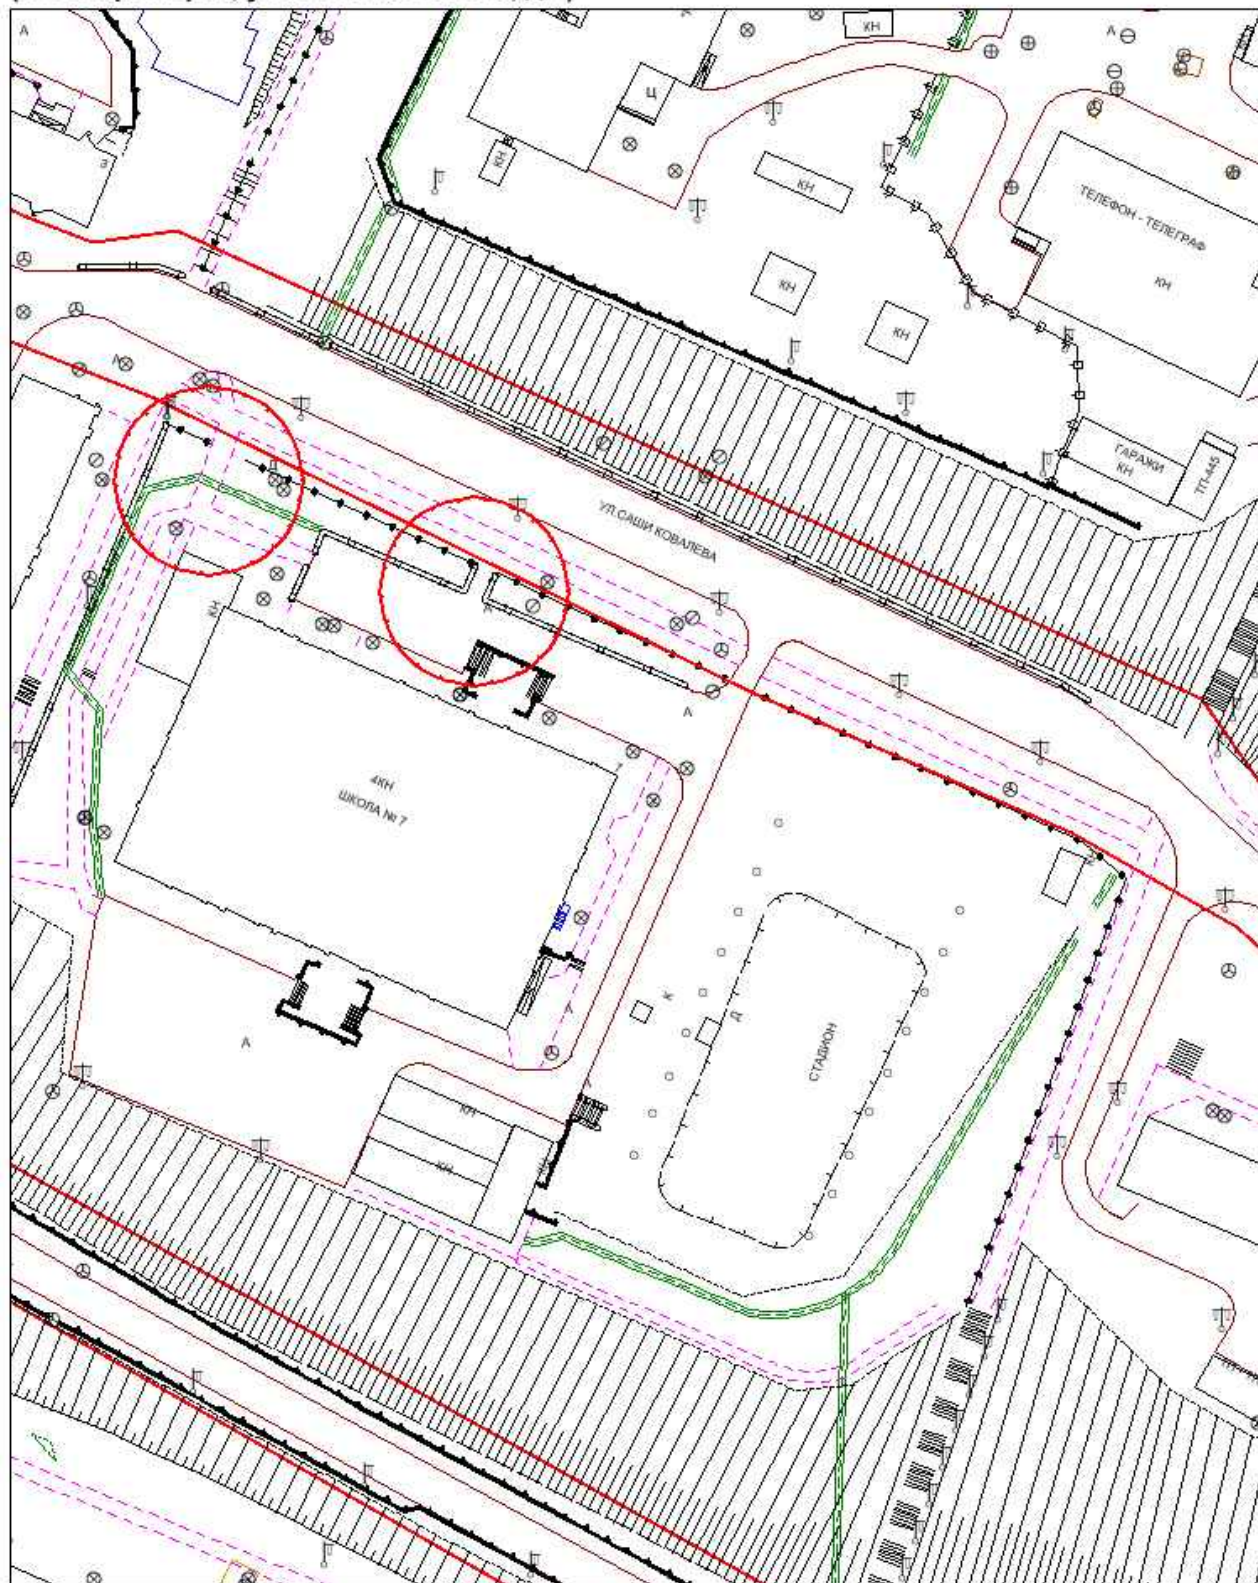 А
КН
А
Ц
КН
КН
ТЕЛЕФОН - ТЕЛЕГРАФ
КН
КН
КН
ГАРАЖИ
КН
ТП-445
УЛ.САШИ КОВАЛЕВА
КН
А
4КН
ШКОЛА № 7
К
Д
СТАДИОН
А
А
КН
КН